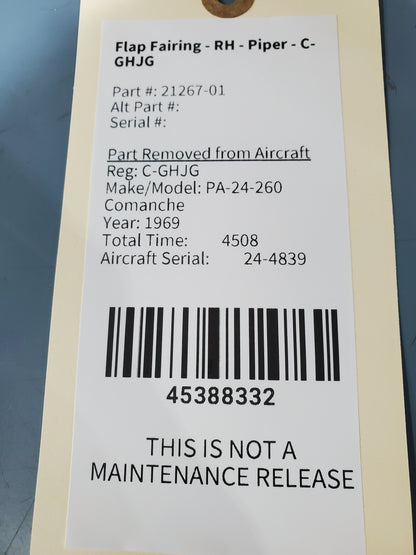 Flap Fairing - RH - Piper - C-
GHJG
Part #: 21267-01
Alt Part #:
Serial #:
Part Removed from Aircraft
Reg: C-GHJG
Make/Model: PA-24-260
Comanche
Year: 1969
Total Time: 4508
Aircraft Serial: 24-4839
45388332
THIS IS NOT A
MAINTENANCE RELEASE